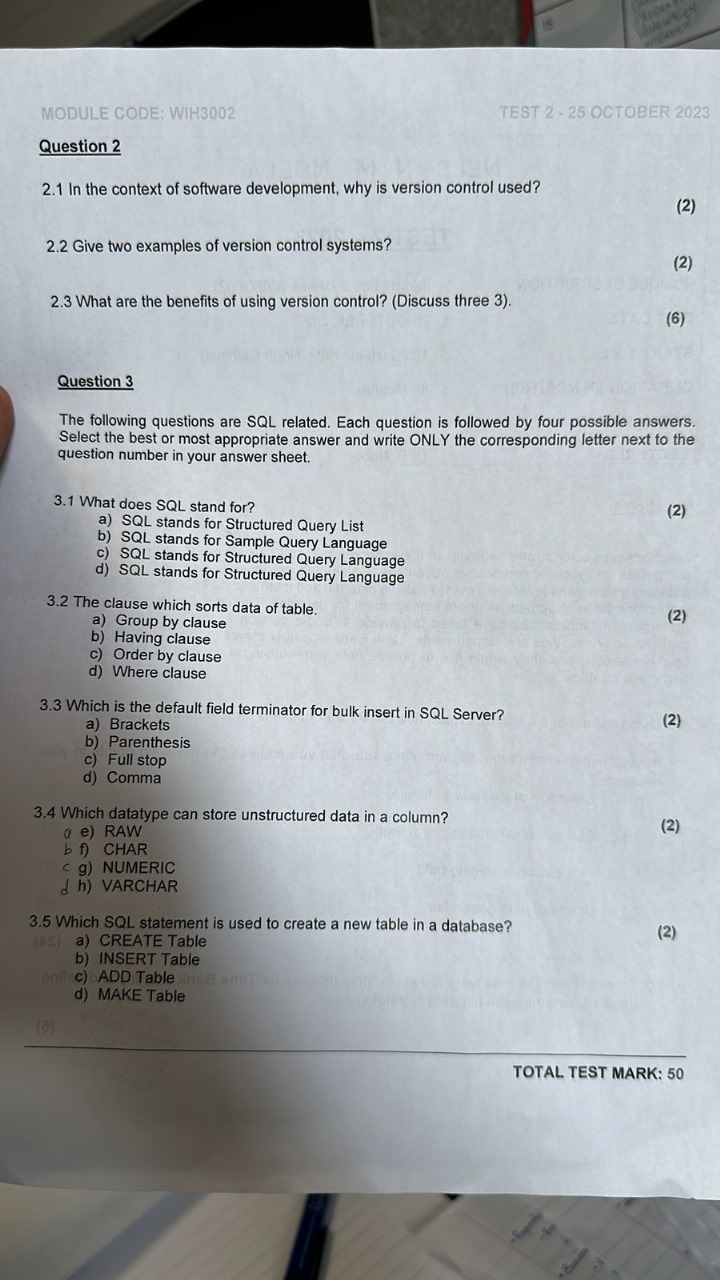 MODULE CODE: WIH3002
TEST 2 - 25 OCTOBER 2023
Question 2
2.1 In the context of software development, why is version control used?
(2)
2.2 Give two examples of version control systems?
(2)
2.3 What are the benefits of using version control? (Discuss three 3).
(6)
Question 3
The following questions are SQL related. Each question is followed by four possible answers.
Select the best or most appropriate answer and write ONLY the corresponding letter next to the
question number in your answer sheet.
3.1 What does SQL stand for?
(2)
a) SQL stands for Structured Query List
b) SQL stands for Sample Query Language
c) SQL stands for Structured Query Language
d) SQL stands for Structured Query Language
3.2 The clause which sorts data of table.
(2)
a) Group by clause
b) Having clause
c) Order by clause
d) Where clause
3.3 Which is the default field terminator for bulk insert in SQL Server?
(2)
a) Brackets
b) Parenthesis
c) Full stop
d) Comma
3.4 Which datatype can store unstructured data in a column?
(2)
a e) RAW
b f) CHAR
c g) NUMERIC
d h) VARCHAR
3.5 Which SQL statement is used to create a new table in a database?
(2)
a) CREATE Table
b) INSERT Table
c) ADD Table
d) MAKE Table
TOTAL TEST MARK: 50